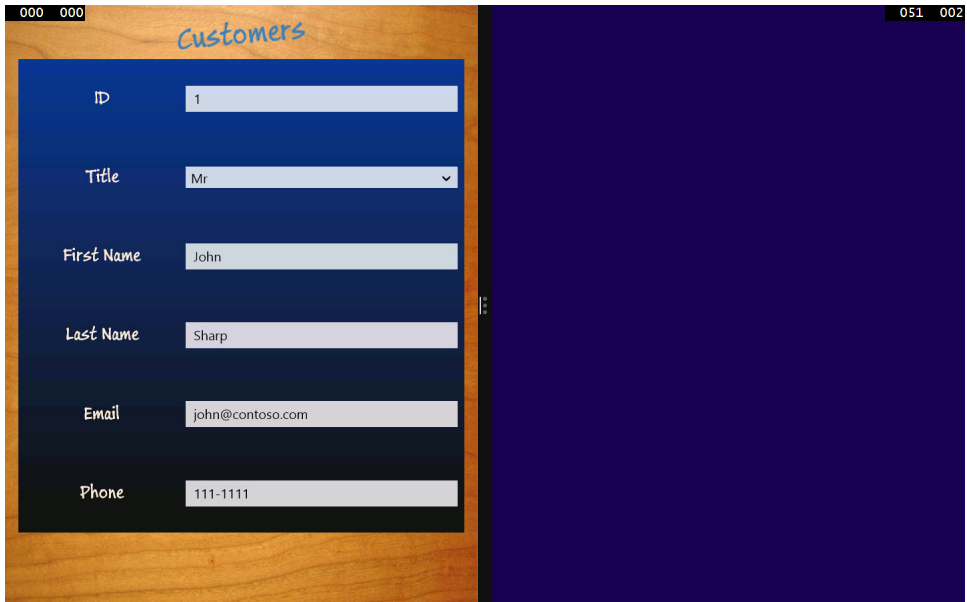 000 000
051 002
Customers
ID 1
Title Mr
First Name John
Last Name Sharp
Email john@contoso.com
Phone 111-1111